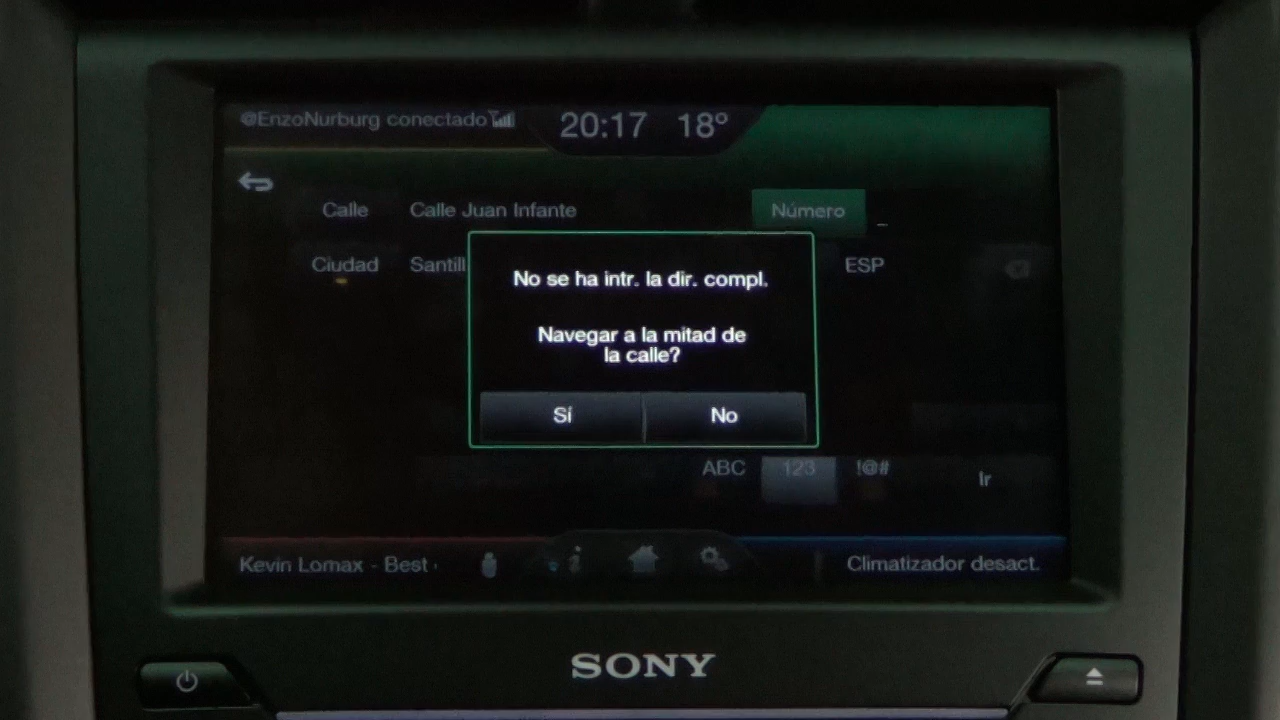 @EnzoNurburg conectado
20:17 18°
Calle Calle Juan Infante Número _
Ciudad Santill ESP
No se ha intr. la dir. compl.
Navegar a la mitad de
la calle?
Sí No
ABC 123 !@# Ir
Kevin Lomax - Best
Climatizador desact.
SONY